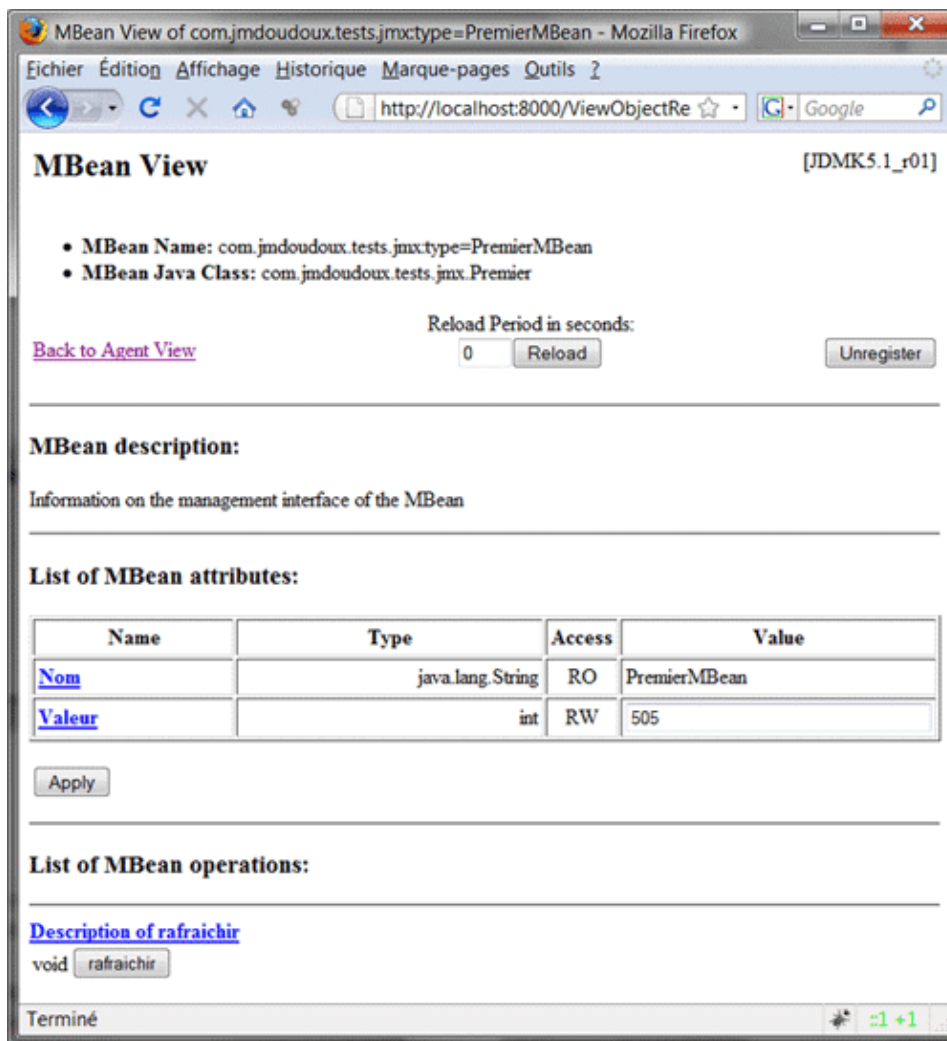 MBean View of com.jmdoudoux.tests.jmx:type=PremierMBean - Mozilla Firefox
Fichier Édition Affichage Historique Marque-pages Outils ?
http://localhost:8000/ViewObjectRe G Google
MBean View [JDMK5.1_r01]
• MBean Name: com.jmdoudoux.tests.jmx:type=PremierMBean
• MBean Java Class: com.jmdoudoux.tests.jmx.Premier
Reload Period in seconds:
Back to Agent View 0 Reload Unregister
MBean description:
Information on the management interface of the MBean
List of MBean attributes:
Name Type Access Value
Nom java.lang.String RO PremierMBean
Valeur int RW 505
Apply
List of MBean operations:
Description of rafraichir
void rafraichir
Terminé ::1 +1